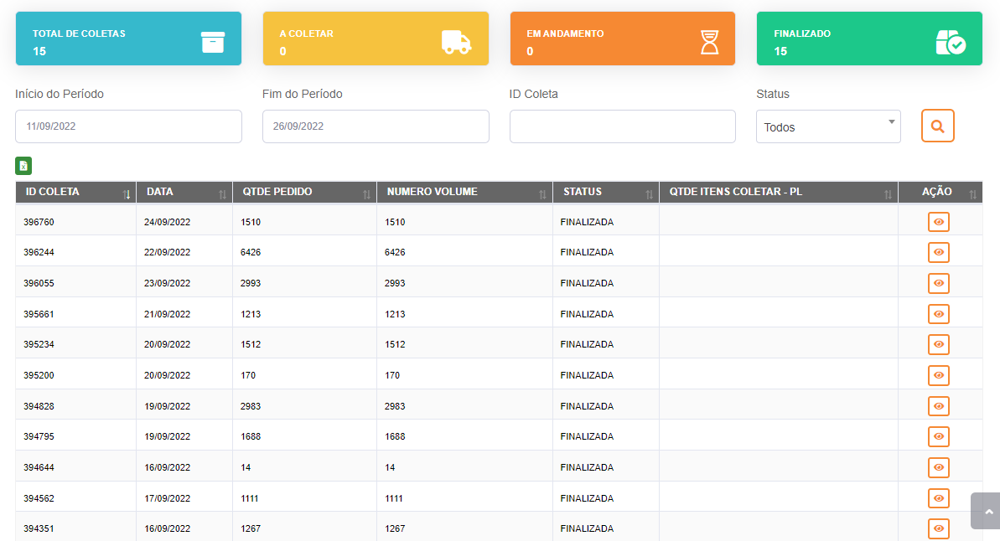 TOTAL DE COLETAS
15
A COLETAR
0
EM ANDAMENTO
0
FINALIZADO
15
Início do Período
Fim do Período
ID Coleta
Status
11/09/2022
26/09/2022
Todos
ID COLETA DATA QTDE PEDIDO NUMERO VOLUME STATUS QTDE ITENS COLETAR - PL AÇÃO
396760 24/09/2022 1510 1510 FINALIZADA
396244 22/09/2022 6426 6426 FINALIZADA
396055 23/09/2022 2993 2993 FINALIZADA
395661 21/09/2022 1213 1213 FINALIZADA
395234 20/09/2022 1512 1512 FINALIZADA
395200 20/09/2022 170 170 FINALIZADA
394828 19/09/2022 2983 2983 FINALIZADA
394795 19/09/2022 1688 1688 FINALIZADA
394644 16/09/2022 14 14 FINALIZADA
394562 17/09/2022 1111 1111 FINALIZADA
394351 16/09/2022 1267 1267 FINALIZADA